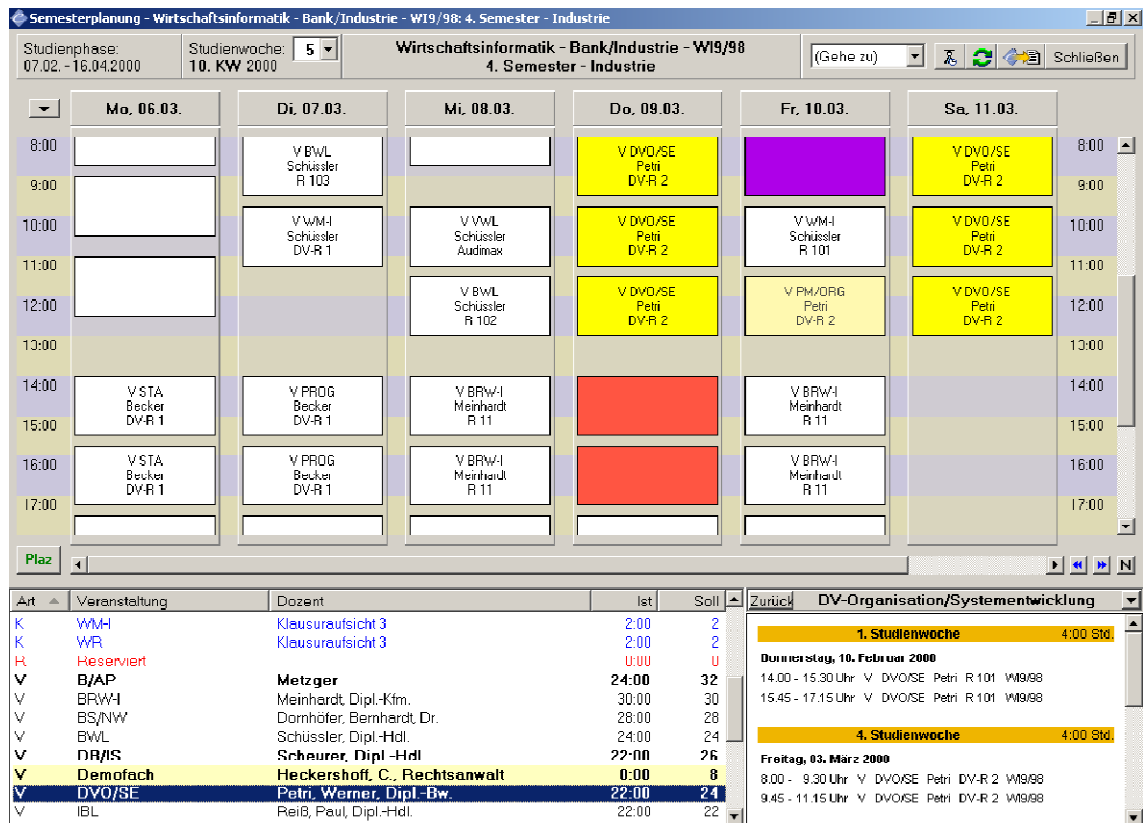 Semesterplanung - Wirtschaftsinformatik - Bank/Industrie - WI9/98: 4. Semester - Industrie
Studienphase:
07.02. - 16.04.2000
Studienwoche: 5
10. KW 2000
Wirtschaftsinformatik - Bank/Industrie - WI9/98
4. Semester - Industrie
(Gehe zu)
Schließen
Mo, 06.03. Di, 07.03. Mi, 08.03. Do, 09.03. Fr, 10.03. Sa, 11.03.
8:00
9:00
10:00
11:00
12:00
13:00
14:00
15:00
16:00
17:00
V STA
Becker
DV-R 1
V STA
Becker
DV-R 1
V BWL
Schüssler
R 103
V WM-I
Schüssler
DV-R 1
V PROG
Becker
DV-R 1
V PROG
Becker
DV-R 1
V VWL
Schüssler
Audimax
V BWL
Schüssler
R 102
V BRW-I
Meinhardt
R 11
V BRW-I
Meinhardt
R 11
V DVO/SE
Petri
DV-R 2
V DVO/SE
Petri
DV-R 2
V DVO/SE
Petri
DV-R 2
V WM-I
Schüssler
R 101
V PM/ORG
Petri
DV-R 2
V BRW-I
Meinhardt
R 11
V BRW-I
Meinhardt
R 11
V DVO/SE
Petri
DV-R 2
V DVO/SE
Petri
DV-R 2
V DVO/SE
Petri
DV-R 2
8:00
9:00
10:00
11:00
12:00
13:00
14:00
15:00
16:00
17:00
Plaz
N
Art Veranstaltung Dozent Ist Soll
K WM-I Klausuraufsicht 3 2:00 2
K WR Klausuraufsicht 3 2:00 2
R Reserviert 0:00 0
V B/AP Metzger 24:00 32
V BRW-I Meinhardt, Dipl.-Kfm. 30:00 30
V BS/NW Dornhöfer, Bernhardt, Dr. 28:00 28
V BWL Schüssler, Dipl.-Hdl. 24:00 24
V DB/IS Scheurer, Dipl.-Hdl. 22:00 26
V Demofach Heckershoff, C., Rechtsanwalt 0:00 8
V DVO/SE Petri, Werner, Dipl.-Bw. 22:00 24
V IBL Reiß, Paul, Dipl.-Hdl. 22:00 22
Zurück DV-Organisation/Systementwicklung
1. Studienwoche 4:00 Std.
Donnerstag, 10. Februar 2000
14.00 - 15.30 Uhr V DVO/SE Petri R 101 WI9/98
15.45 - 17.15 Uhr V DVO/SE Petri R 101 WI9/98
4. Studienwoche 4:00 Std.
Freitag, 03. März 2000
8.00 - 9.30 Uhr V DVO/SE Petri DV-R 2 WI9/98
9.45 - 11.15 Uhr V DVO/SE Petri DV-R 2 WI9/98